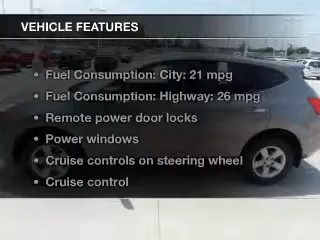 VEHICLE FEATURES
• Fuel Consumption: City: 21 mpg
• Fuel Consumption: Highway: 26 mpg
• Remote power door locks
• Power windows
• Cruise controls on steering wheel
• Cruise control